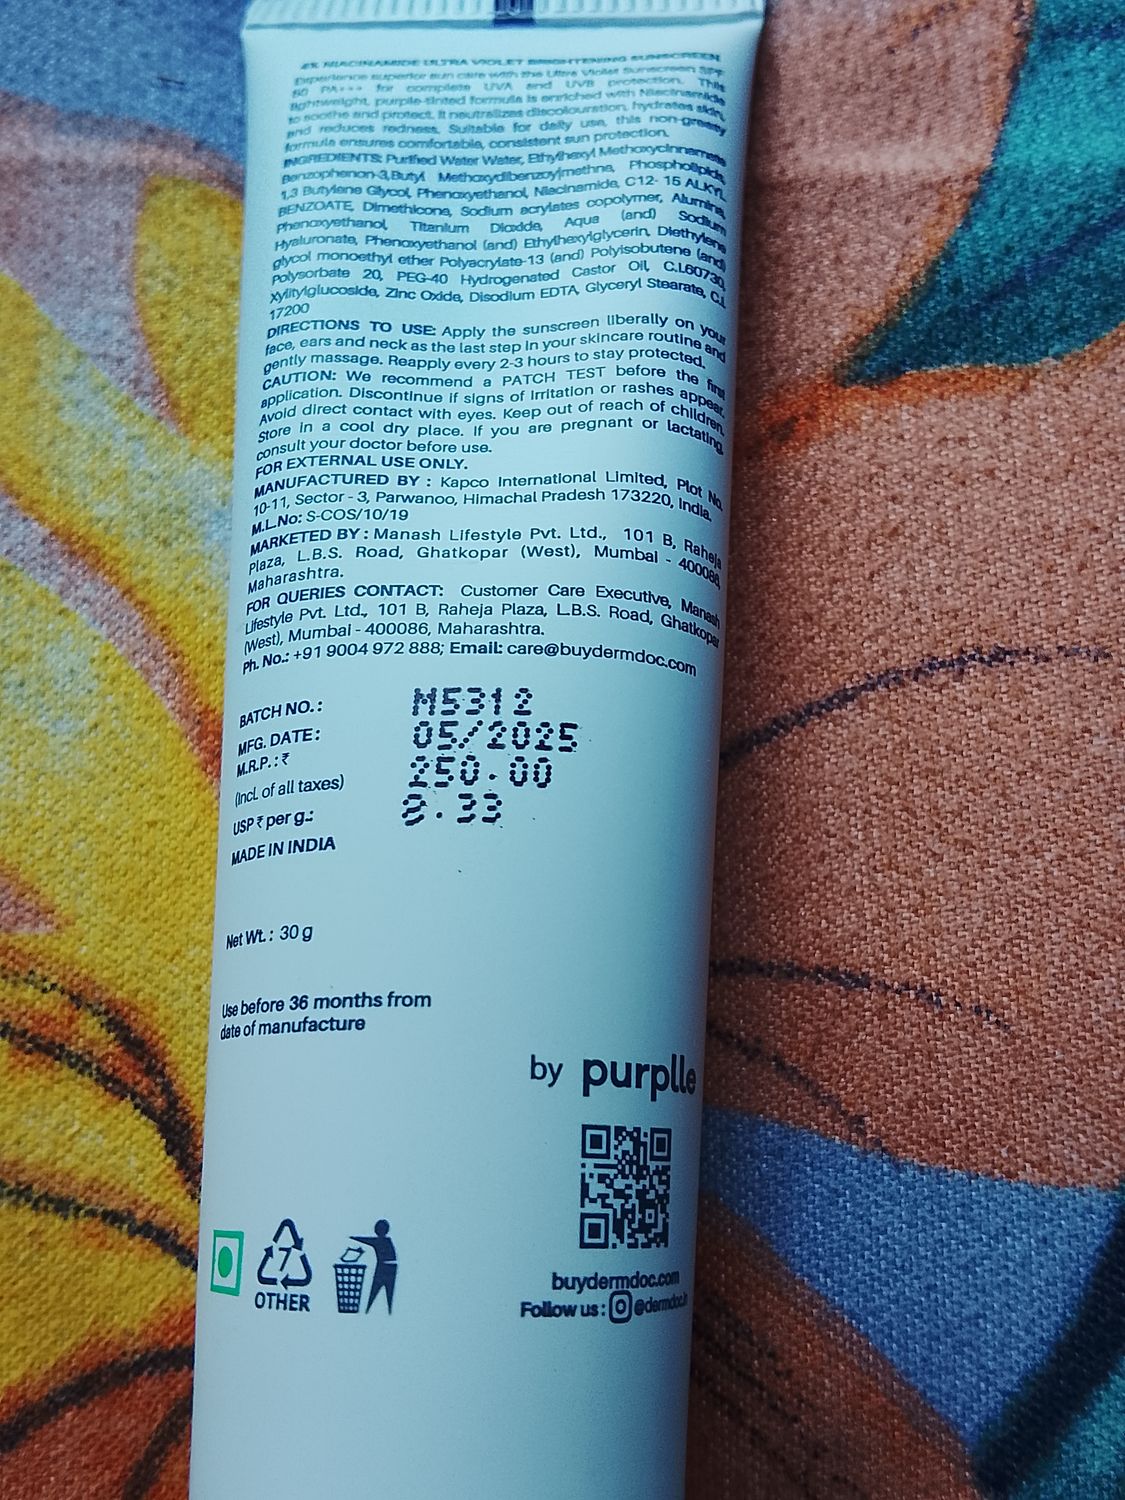 4X NIACINAMIDE ULTRA VIOLET BRIGHTENING SUNSCREEN
Experience superior sun care with the Ultra Violet Sunscreen SPF
50 PA+++ for complete UVA and UVB protection. This
lightweight, purple-tinted formula is enriched with Niacinamide
to soothe and protect. It neutralizes discolouration, hydrates skin,
and reduces redness, Suitable for daily use, this non-greasy
formula ensures comfortable, consistent sun protection.
INGREDIENTS: Purified Water Water, Ethylhexyl Methoxycinnamate
Benzophenon-3,Butyl Methoxydibenzoylmethne, Phospholipids,
1,3 Butylene Glycol, Phenoxyethanol, Niacinamide, C12- 15 ALKYL
BENZOATE, Dimethicone, Sodium acrylates copolymer, Alumina,
Phenoxyethanol, Titanium Dioxide, Aqua (and) Sodium
Hyaluronate, Phenoxyethanol (and) Ethylhexylglycerin, Diethylene
glycol monoethyl ether Polyacrylate-13 (and) Polyisobutene (and)
Polysorbate 20, PEG-40 Hydrogenated Castor Oil, C.I.60730,
Xylitylglucoside, Zinc Oxide, Disodium EDTA, Glyceryl Stearate, C.I.
17200
DIRECTIONS TO USE: Apply the sunscreen liberally on your
face, ears and neck as the last step in your skincare routine and
gently massage. Reapply every 2-3 hours to stay protected.
CAUTION: We recommend a PATCH TEST before the first
application. Discontinue if signs of irritation or rashes appear.
Avoid direct contact with eyes. Keep out of reach of children.
Store in a cool dry place. If you are pregnant or lactating,
consult your doctor before use.
FOR EXTERNAL USE ONLY.
MANUFACTURED BY : Kapco International Limited, Plot No.
10-11, Sector - 3, Parwanoo, Himachal Pradesh 173220, India.
M.L.No: S-COS/10/19
MARKETED BY : Manash Lifestyle Pvt. Ltd., 101 B, Raheja
Plaza, L.B.S. Road, Ghatkopar (West), Mumbai - 400086,
Maharashtra.
FOR QUERIES CONTACT: Customer Care Executive, Manash
Lifestyle Pvt. Ltd., 101 B, Raheja Plaza, L.B.S. Road, Ghatkopar
(West), Mumbai - 400086, Maharashtra.
Ph. No.: +91 9004 972 888; Email: care@buydermdoc.com
BATCH NO. : M5312
MFG. DATE : 05/2025
M.R.P. : ₹ 250.00
(Incl. of all taxes)
USP ₹ per g.: 8.33
MADE IN INDIA
Net Wt. : 30 g
Use before 36 months from
date of manufacture
by purplle
7
OTHER
buydermdoc.com
Follow us : @dermdoc.in